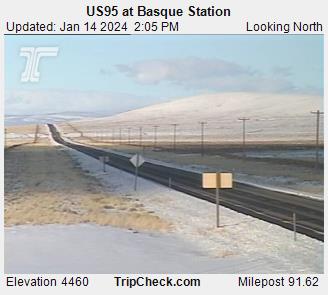 US95 at Basque Station
Updated: Jan 14 2024 2:05 PM Looking North
Elevation 4460 TripCheck.com Milepost 91.62